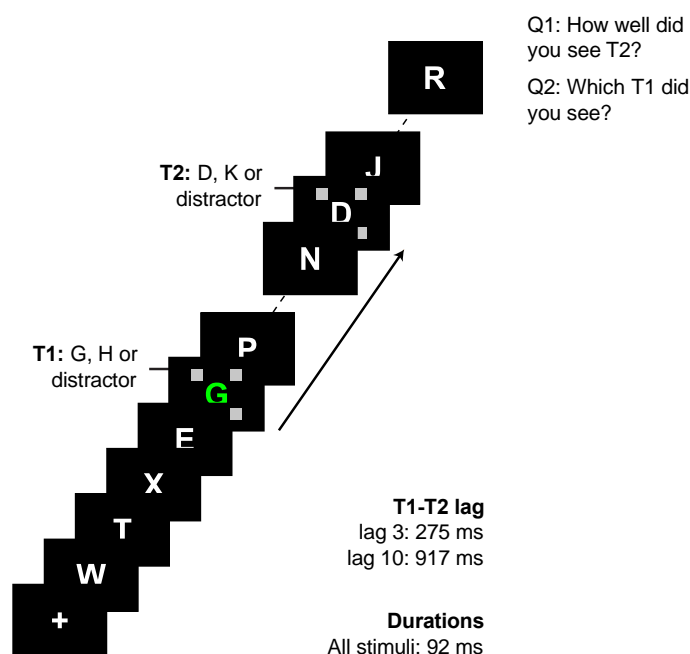 Q1: How well did
you see T2?
Q2: Which T1 did
you see?
R
J
T2: D, K or
distractor
D
N
T1: G, H or
distractor
P
G
E
X
T
W
+
T1-T2 lag
lag 3: 275 ms
lag 10: 917 ms
Durations
All stimuli: 92 ms